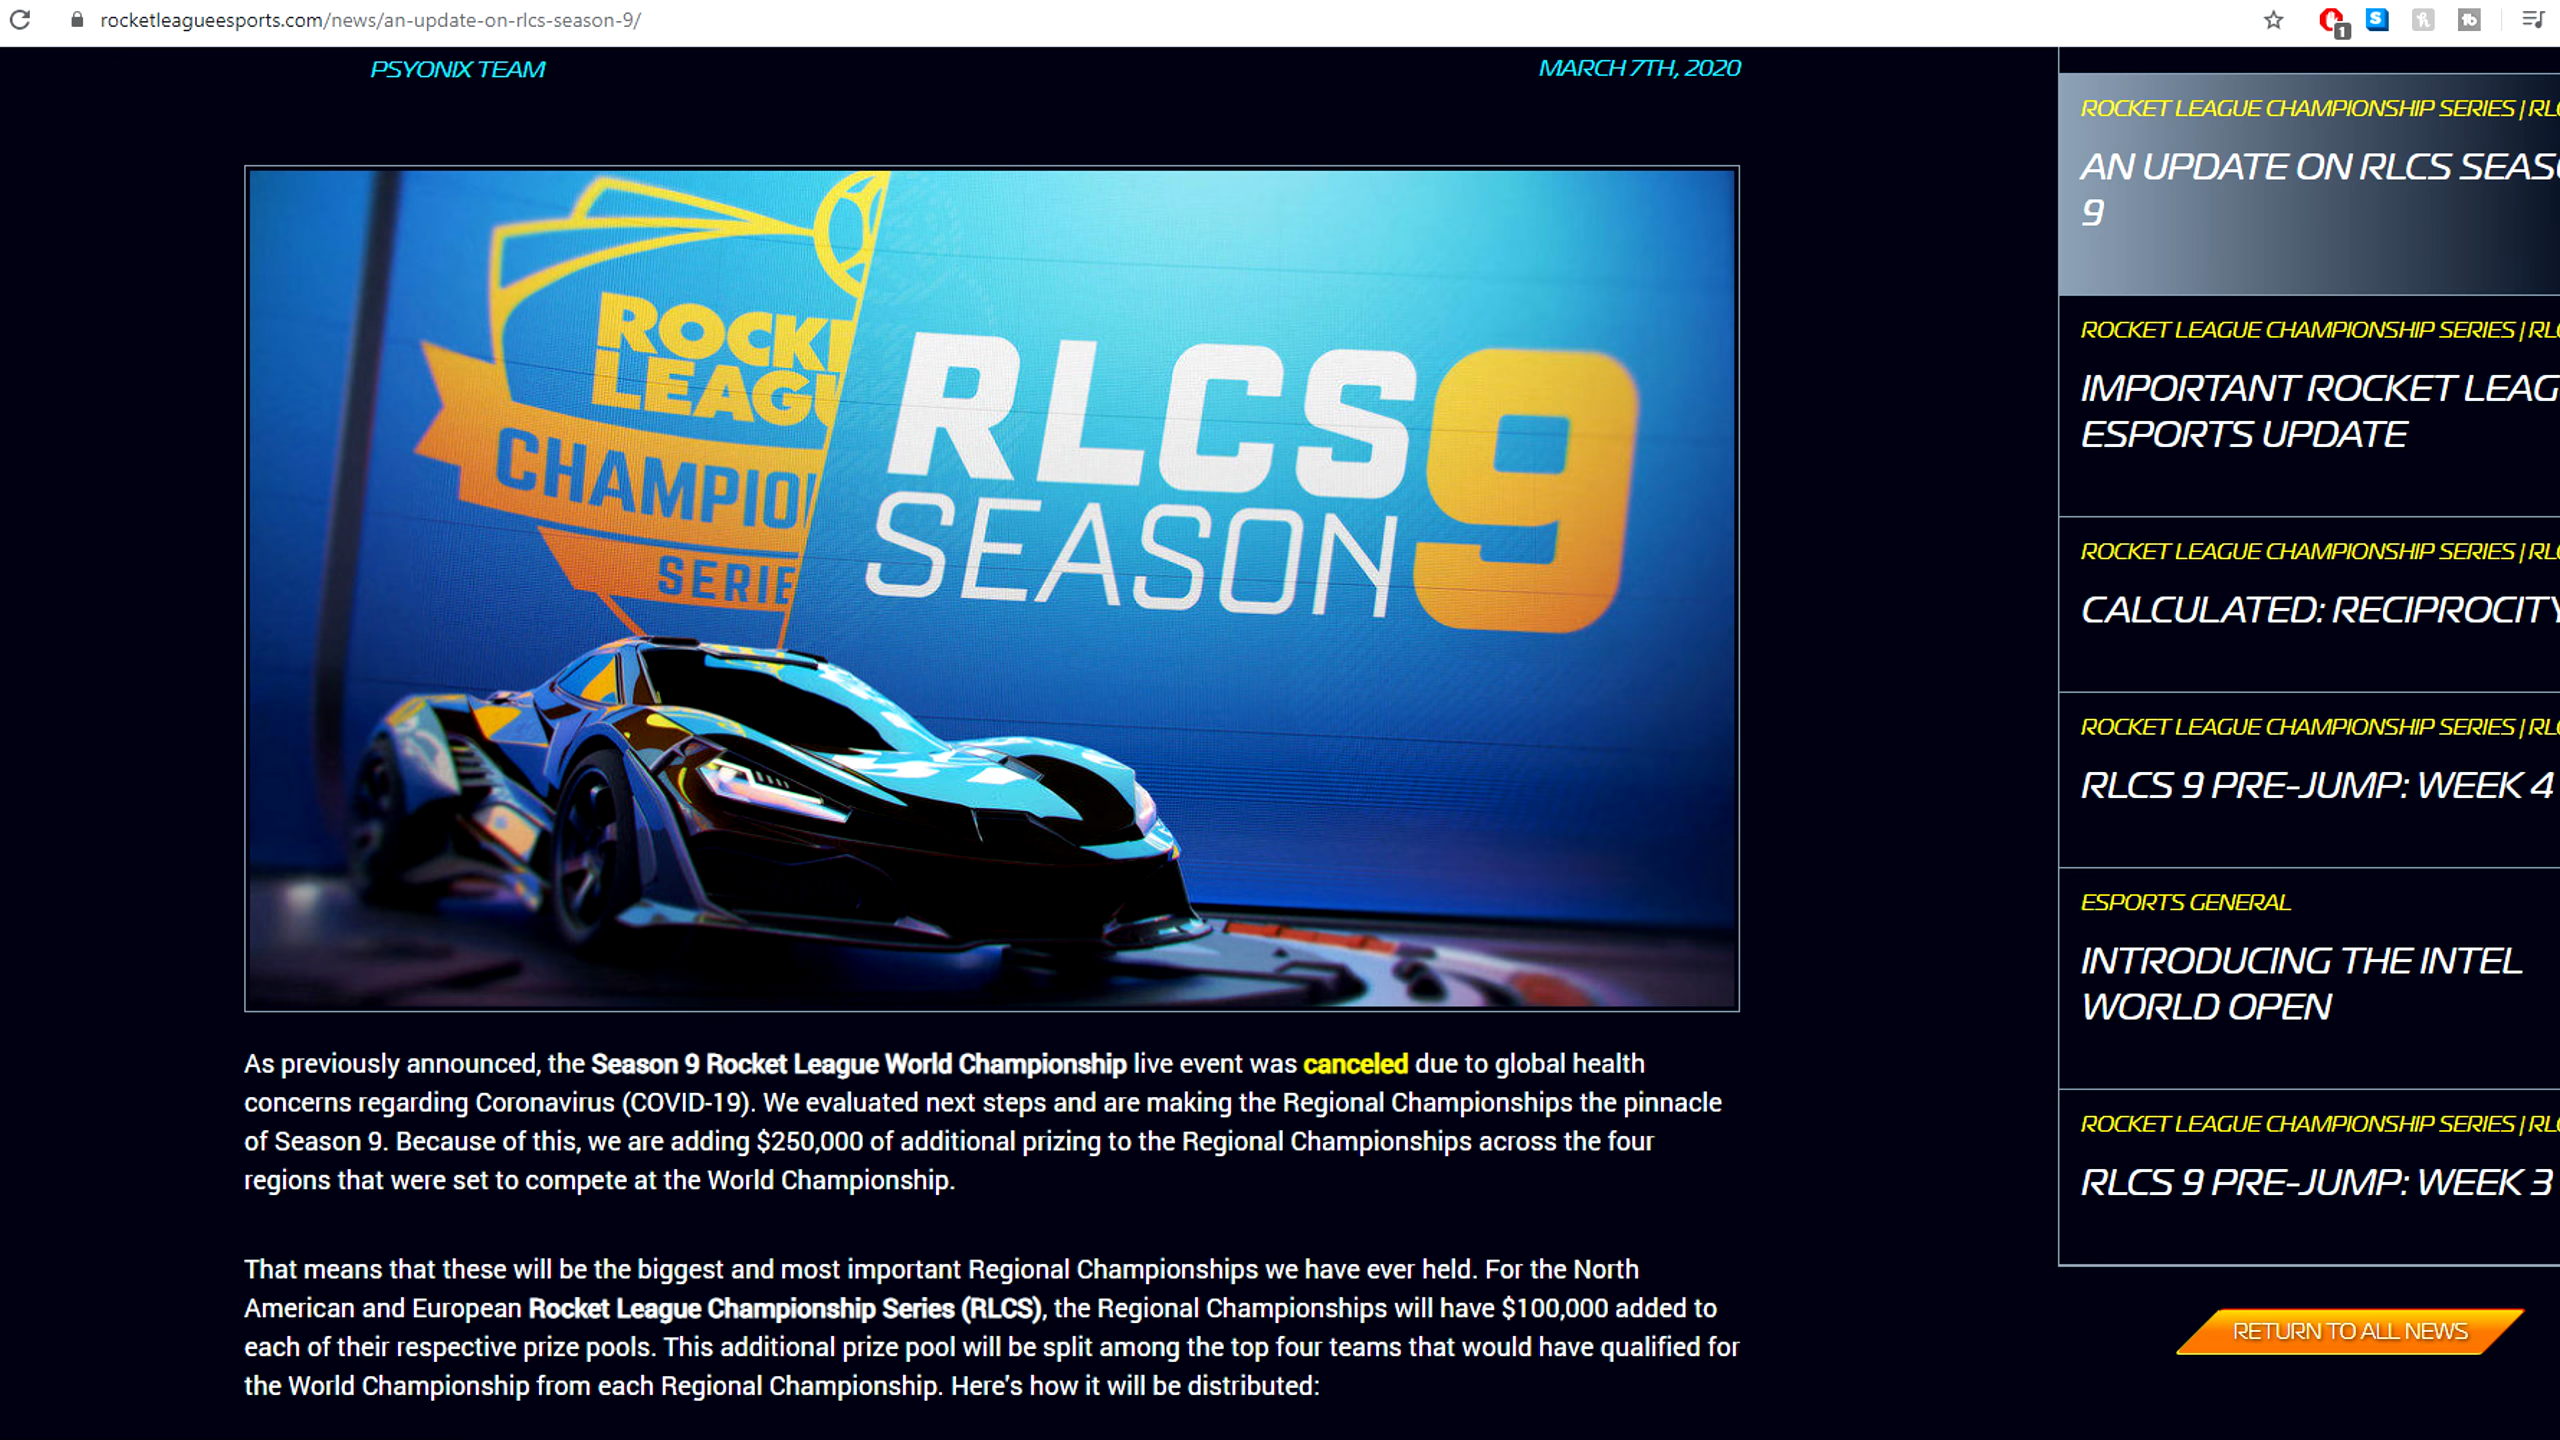 rocketleagueesports.com/news/an-update-on-rlcs-season-9/
1
S
tb
PSYONIX TEAM
MARCH 7TH, 2020
ROCKE
LEAGU
CHAMPIO
SERIE
RLCS 9
SEASON
As previously announced, the Season 9 Rocket League World Championship live event was canceled due to global health
concerns regarding Coronavirus (COVID-19). We evaluated next steps and are making the Regional Championships the pinnacle
of Season 9. Because of this, we are adding $250,000 of additional prizing to the Regional Championships across the four
regions that were set to compete at the World Championship.
That means that these will be the biggest and most important Regional Championships we have ever held. For the North
American and European Rocket League Championship Series (RLCS), the Regional Championships will have $100,000 added to
each of their respective prize pools. This additional prize pool will be split among the top four teams that would have qualified for
the World Championship from each Regional Championship. Here's how it will be distributed:
ROCKET LEAGUE CHAMPIONSHIP SERIES | RLC
AN UPDATE ON RLCS SEASO
9
ROCKET LEAGUE CHAMPIONSHIP SERIES | RLC
IMPORTANT ROCKET LEAG
ESPORTS UPDATE
ROCKET LEAGUE CHAMPIONSHIP SERIES | RLC
CALCULATED: RECIPROCITY
ROCKET LEAGUE CHAMPIONSHIP SERIES | RLC
RLCS 9 PRE-JUMP: WEEK 4
ESPORTS GENERAL
INTRODUCING THE INTEL
WORLD OPEN
ROCKET LEAGUE CHAMPIONSHIP SERIES | RLC
RLCS 9 PRE-JUMP: WEEK 3
RETURN TO ALL NEWS